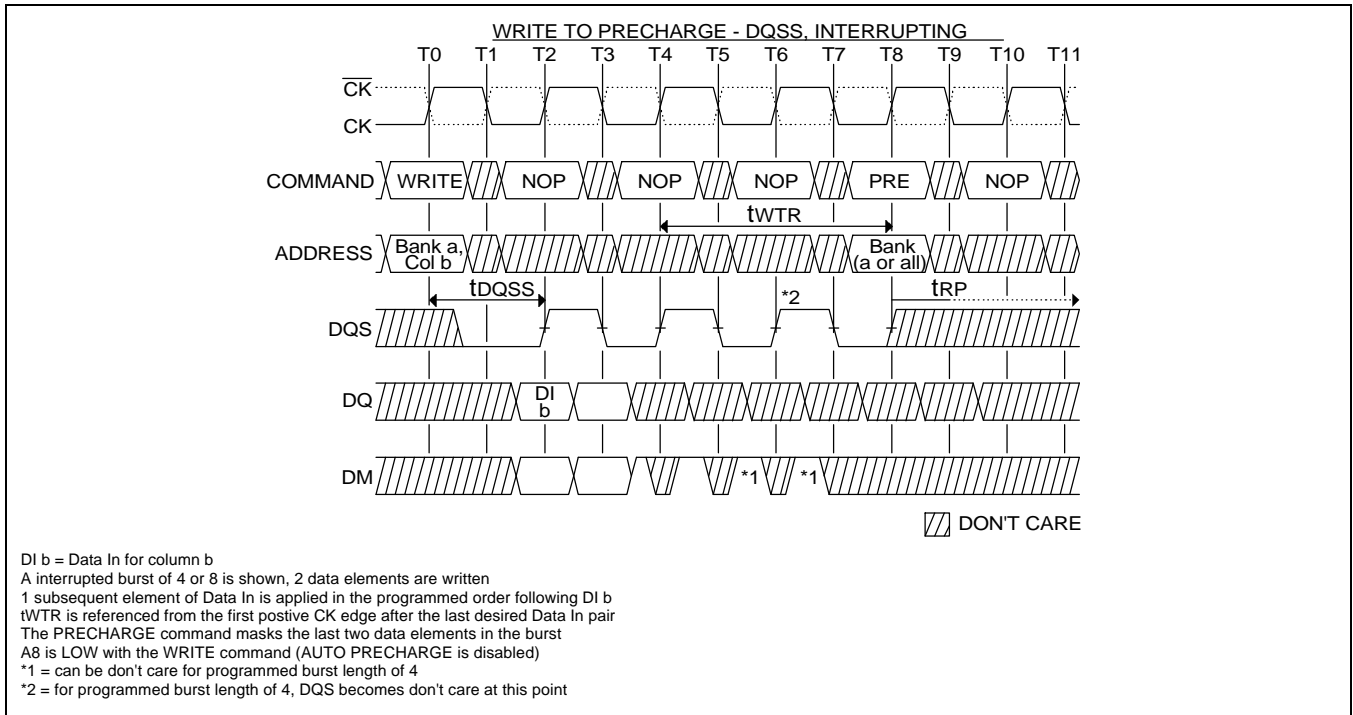 WRITE TO PRECHARGE - DQSS, INTERRUPTING
T0 T1 T2 T3 T4 T5 T6 T7 T8 T9 T10 T11
CK
CK
COMMAND WRITE NOP NOP NOP PRE NOP
tWTR
ADDRESS Bank a, Col b Bank (a or all)
tDQSS *2 tRP
DQS
DQ DI b
DM *1 *1
DON'T CARE
DI b = Data In for column b
A interrupted burst of 4 or 8 is shown, 2 data elements are written
1 subsequent element of Data In is applied in the programmed order following DI b
tWTR is referenced from the first postive CK edge after the last desired Data In pair
The PRECHARGE command masks the last two data elements in the burst
A8 is LOW with the WRITE command (AUTO PRECHARGE is disabled)
*1 = can be don't care for programmed burst length of 4
*2 = for programmed burst length of 4, DQS becomes don't care at this point